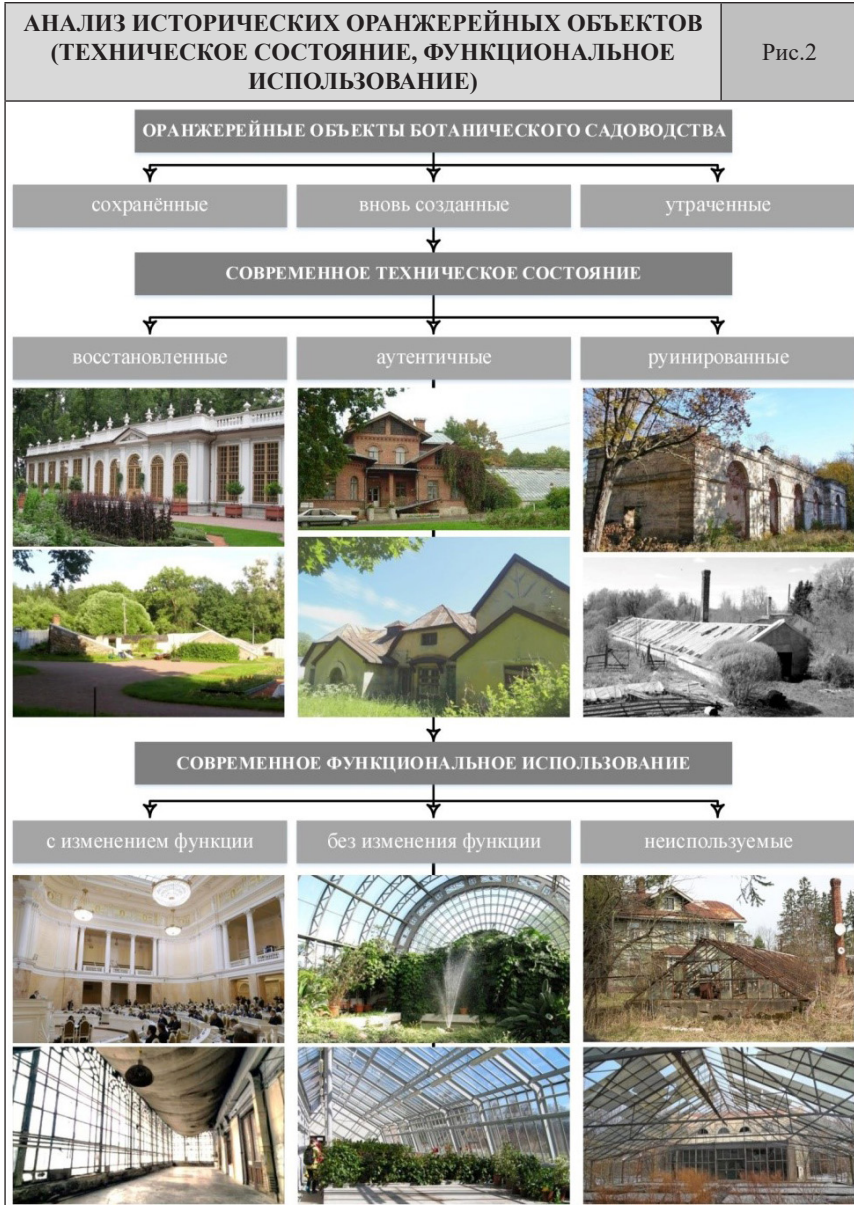 АНАЛИЗ ИСТОРИЧЕСКИХ ОРАНЖЕРЕЙНЫХ ОБЪЕКТОВ
(ТЕХНИЧЕСКОЕ СОСТОЯНИЕ, ФУНКЦИОНАЛЬНОЕ
ИСПОЛЬЗОВАНИЕ)
Рис.2
ОРАНЖЕРЕЙНЫЕ ОБЪЕКТЫ БОТАНИЧЕСКОГО САДОВОДСТВА
сохранённые
вновь созданные
утраченные
СОВРЕМЕННОЕ ТЕХНИЧЕСКОЕ СОСТОЯНИЕ
восстановленные
аутентичные
руинированные
СОВРЕМЕННОЕ ФУНКЦИОНАЛЬНОЕ ИСПОЛЬЗОВАНИЕ
с изменением функции
без изменения функции
неиспользуемые